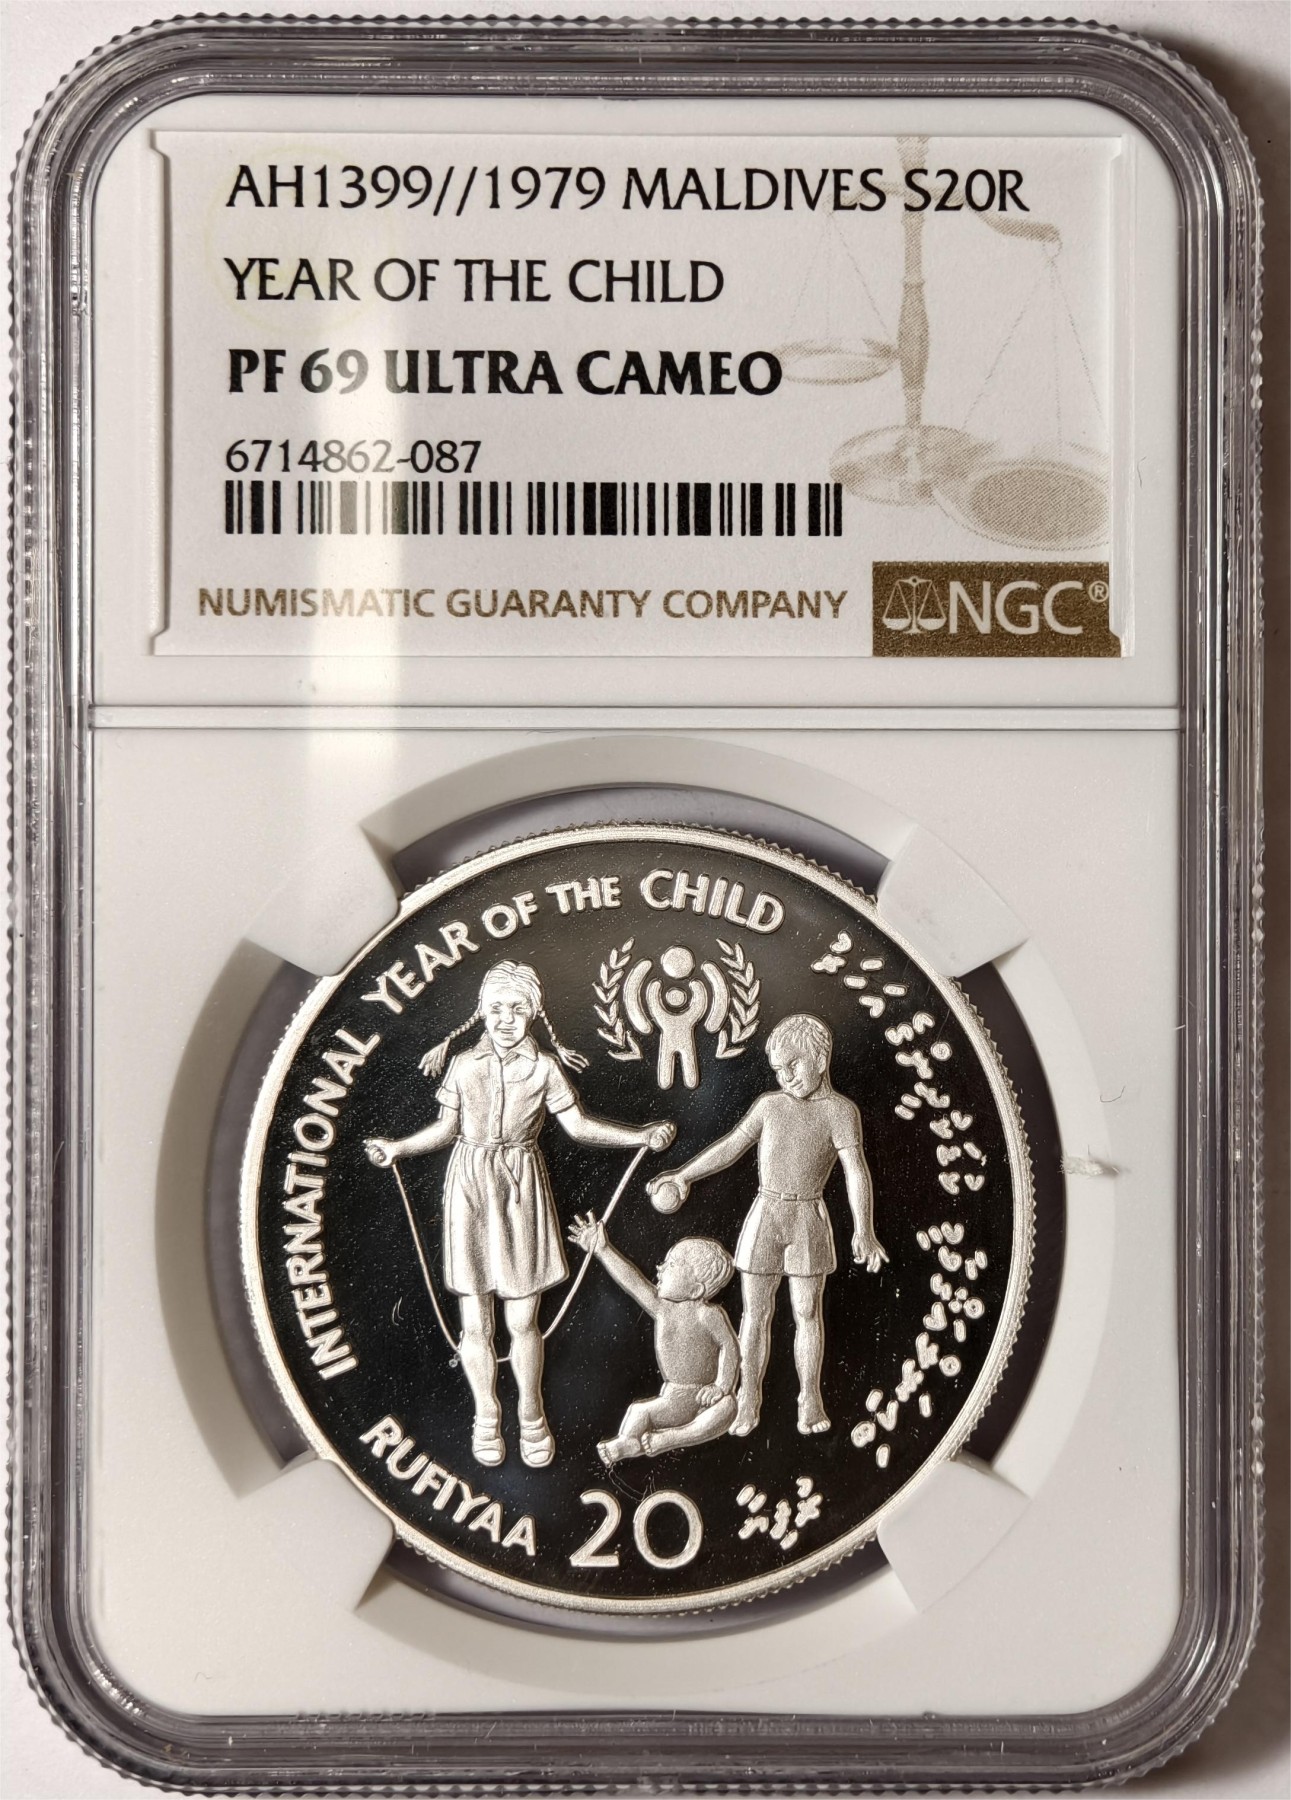 AH1399//1979 MALDIVES S20R
YEAR OF THE CHILD
PF 69 ULTRA CAMEO
6714862-087
NUMISMATIC GUARANTY COMPANY
NGC®
INTERNATIONAL YEAR OF THE CHILD
RUFIYAA 20